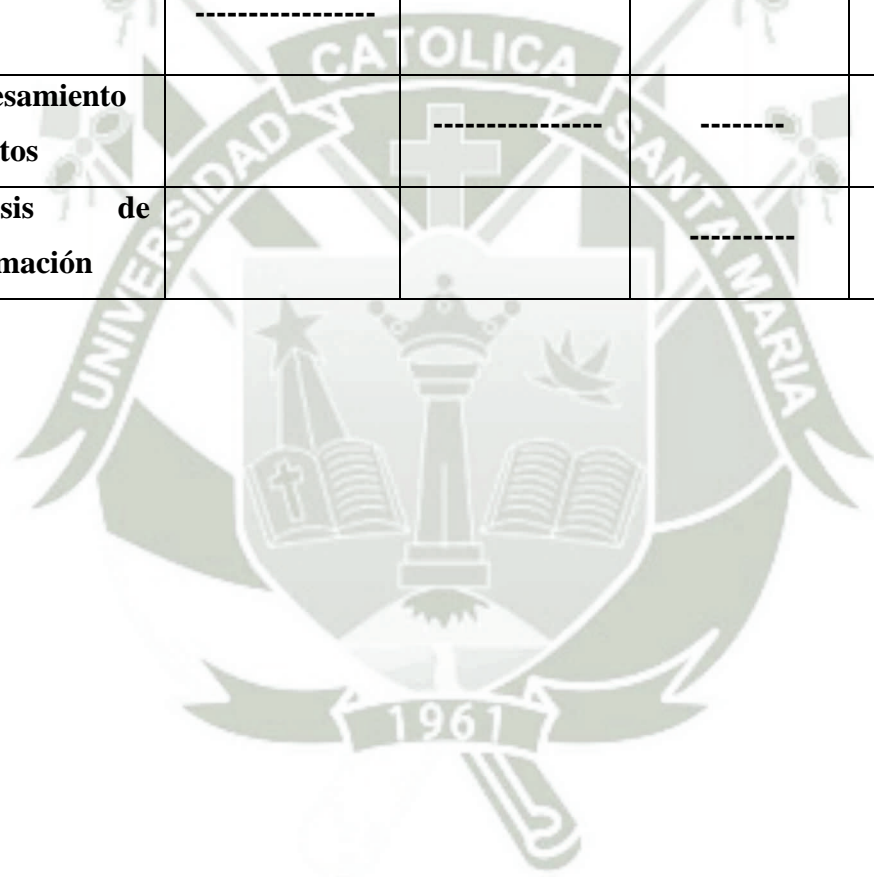 -----------------
CATOLICA
esamiento
---------------- --------
tos
UNIVERSIDAD
SANTA MARIA
sis de
----------
mación
1961